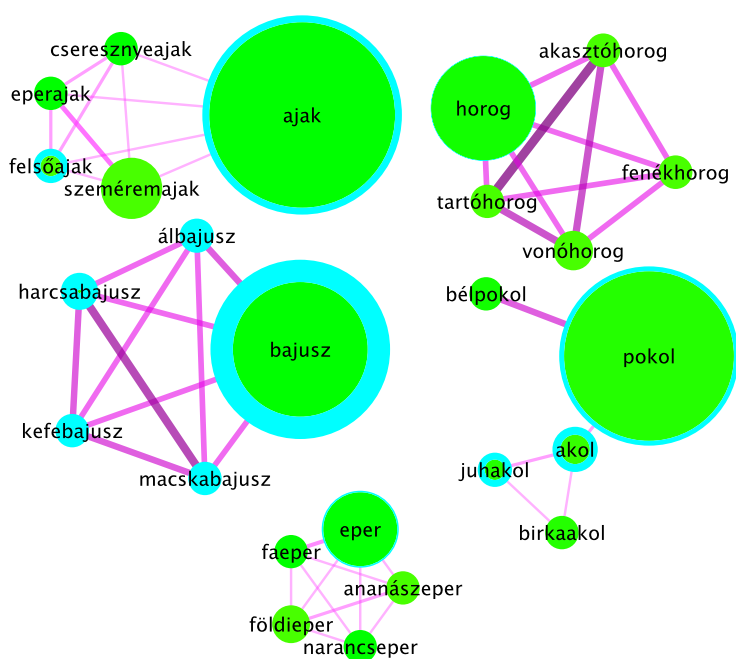 cseresznyeajak
eperajak
ajak
felsőajak
szeméremajak
akasztóhorog
horog
fenékhorog
tartóhorog
vonóhorog
álbajusz
harcsabajusz
bajusz
kefebajusz
macskabajusz
bélpokol
pokol
akol
juhakol
birkaakol
eper
faeper
ananászeper
földieper
narancseper